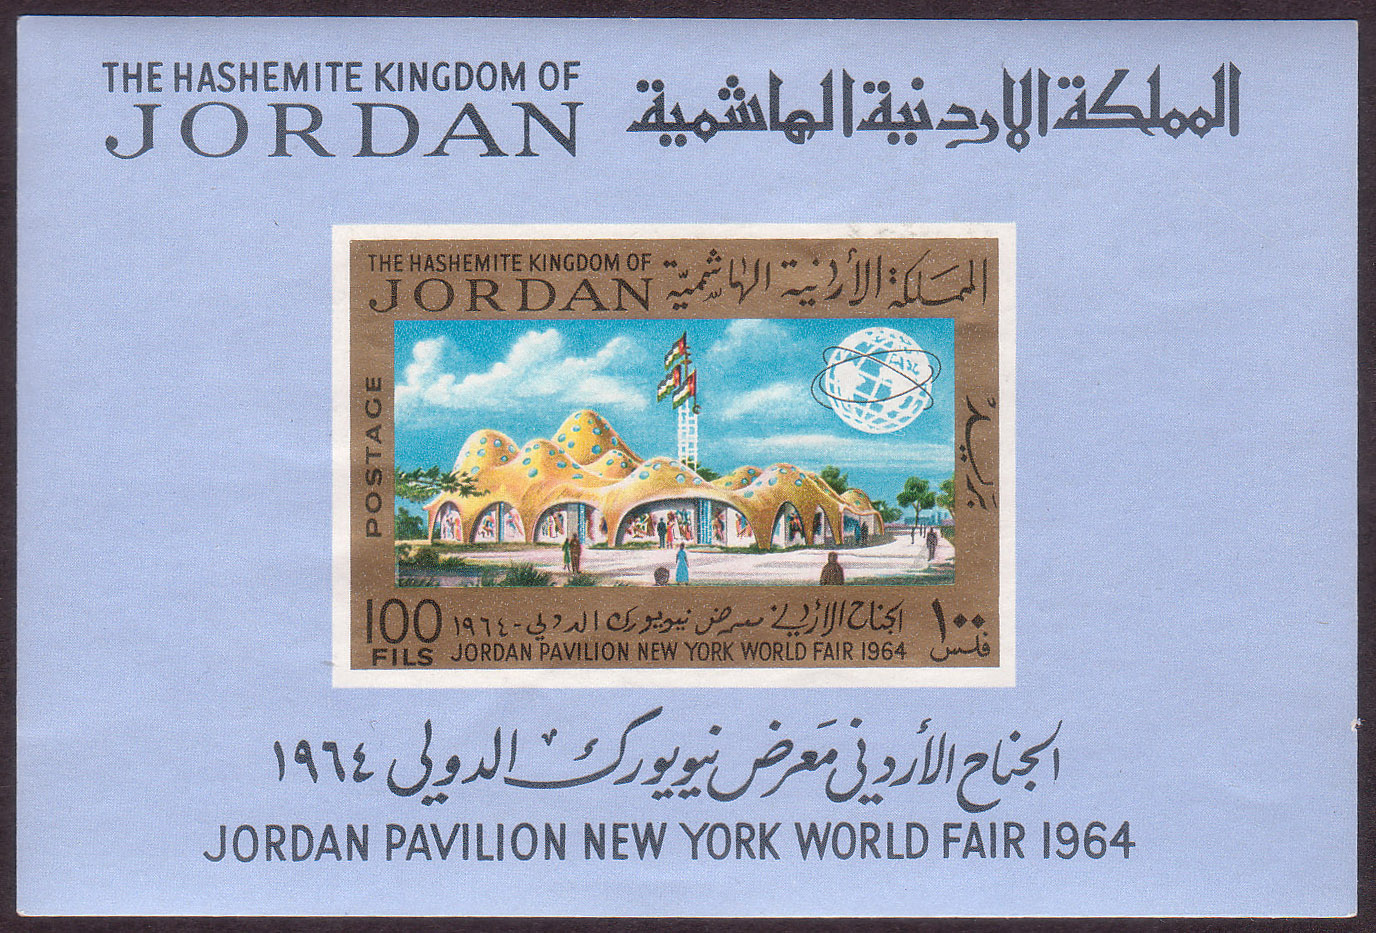 THE HASHEMITE KINGDOM OF
JORDAN
المملكة الاردنية الهاشمية
THE HASHEMITE KINGDOM OF
JORDAN
المملكة الأردنية الهاشميّة
POSTAGE
بريد
100
FILS
الجناح الأردني معرض نيويورك الدولي - ١٩٦٤
JORDAN PAVILION NEW YORK WORLD FAIR 1964
١٠٠
فلس
الجناح الأردني مَعرض نيويورك الدولي ١٩٦٤
JORDAN PAVILION NEW YORK WORLD FAIR 1964